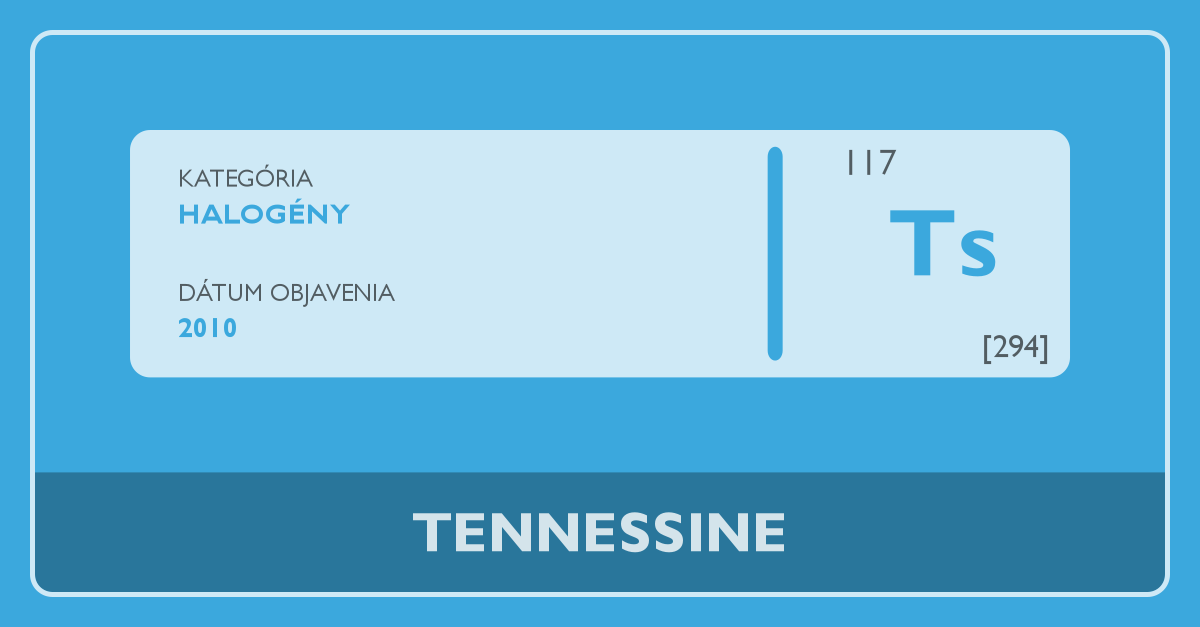 KATEGÓRIA
HALOGÉNY
DÁTUM OBJAVENIA
2010
117
Ts
[294]
TENNESSINE